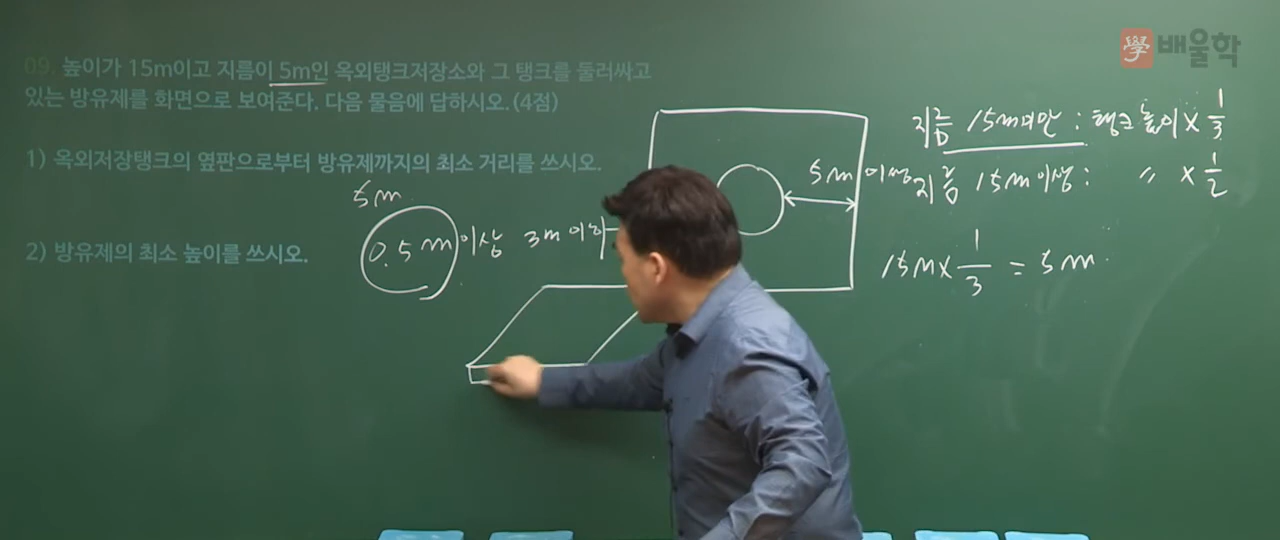 學 배울학
09. 높이가 15m이고 지름이 5m인 옥외탱크저장소와 그 탱크를 둘러싸고
있는 방유제를 화면으로 보여준다. 다음 물음에 답하시오. (4점)
1) 옥외저장탱크의 옆판으로부터 방유제까지의 최소 거리를 쓰시오.
5m
2) 방유제의 최소 높이를 쓰시오.
0.5m 이상 3m 이하
5m 이상
지름 15m미만 : 탱크 높이 × 1/3
지름 15m이상 : 〃 × 1/2
15m × 1/3 = 5m.